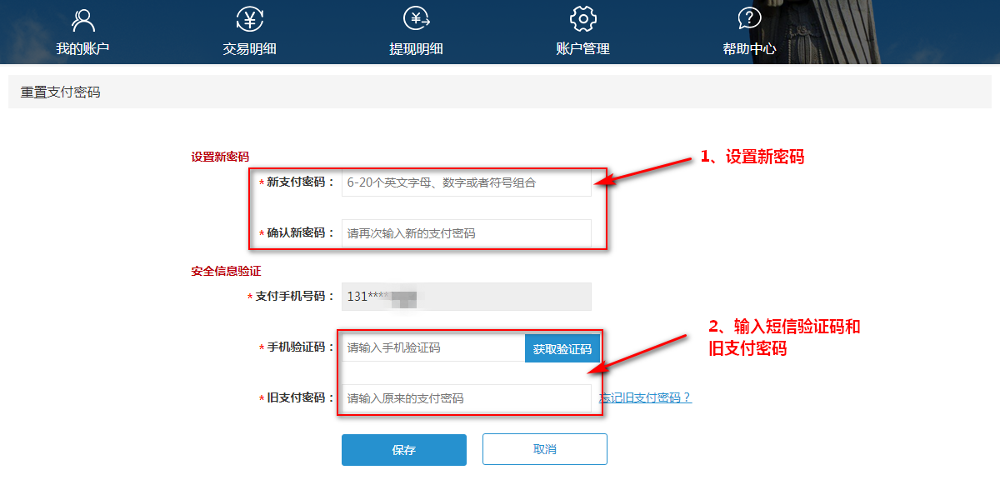 我的账户 交易明细 提现明细 账户管理 帮助中心
重置支付密码
设置新密码
1、设置新密码
*新支付密码： 6-20个英文字母、数字或者符号组合
*确认新密码： 请再次输入新的支付密码
安全信息验证
*支付手机号码： 131****
2、输入短信验证码和
旧支付密码
*手机验证码： 请输入手机验证码 获取验证码
*旧支付密码： 请输入原来的支付密码 忘记旧支付密码？
保存 取消